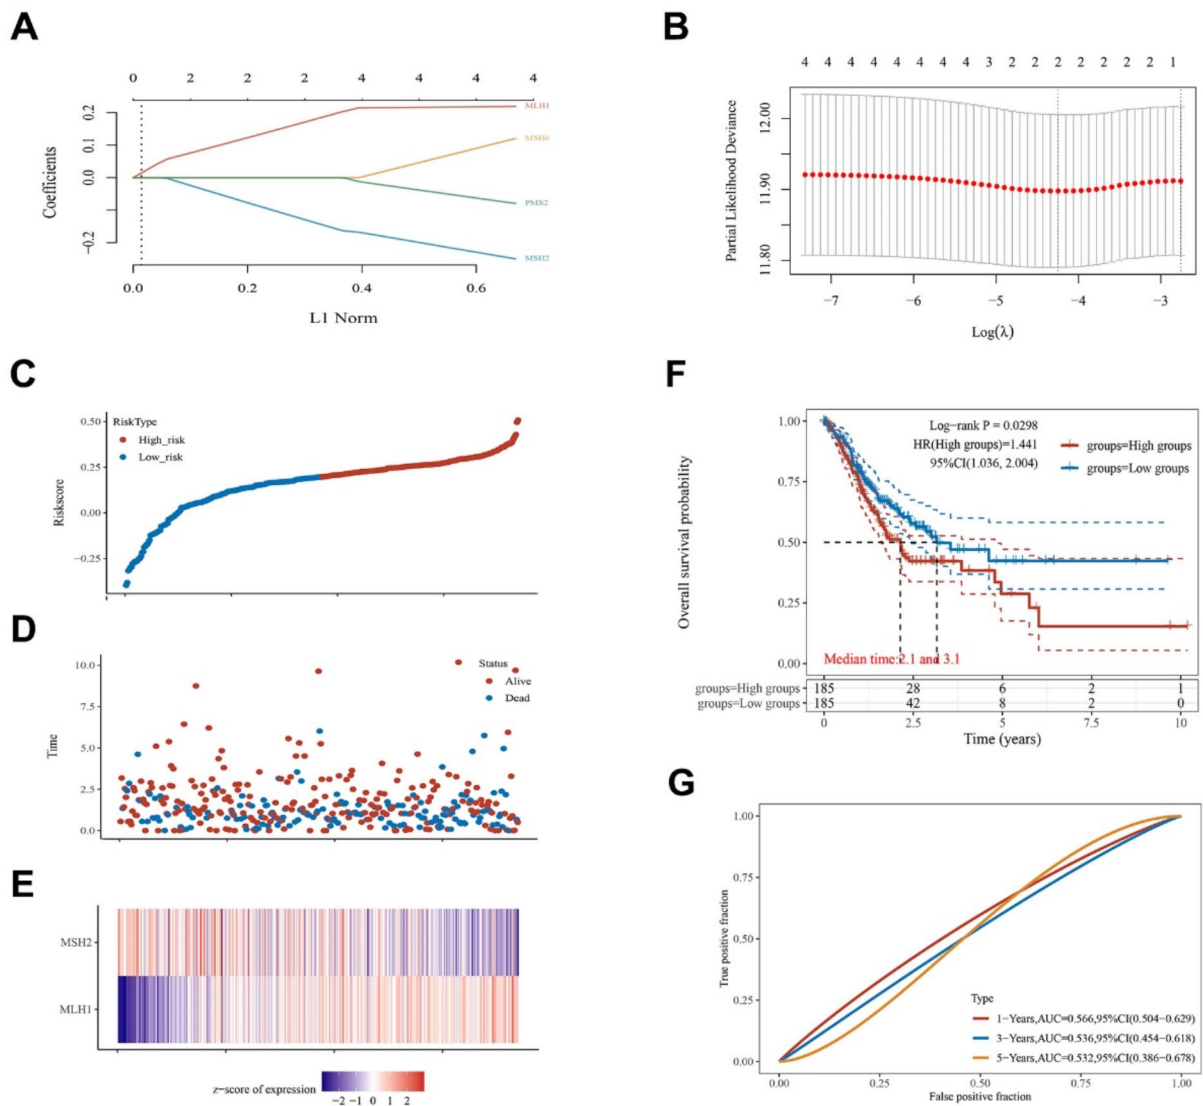 A
0 2 2 2 4 4 4 4
0.2
0.1
0.0
−0.2
Coefficients
MLH1
MSH6
PMS2
MSH2
0.0 0.2 0.4 0.6
L1 Norm
B
4 4 4 4 4 4 4 4 3 2 2 2 2 2 2 2 1
12.00
11.90
11.80
Partial Likelihood Deviance
−7 −6 −5 −4 −3
Log(λ)
C
RiskType
High_risk
Low_risk
0.50
0.25
0.00
−0.25
Riskscore
D
Status
Alive
Dead
10.0
7.5
5.0
2.5
0.0
Time
E
MSH2
MLH1
z−score of expression
−2 −1 0 1 2
F
Log−rank P = 0.0298
HR(High groups)=1.441
95%CI(1.036, 2.004)
groups=High groups
groups=Low groups
1.00
0.75
0.50
0.25
0.00
Overall survival probability
Median time:2.1 and 3.1
groups=High groups 185 28 6 2 1
groups=Low groups 185 42 8 2 0
0 2.5 5.0 7.5 10
Time (years)
G
1.00
0.75
0.50
0.25
0.00
True positive fraction
Type
1−Years,AUC=0.566,95%CI(0.504−0.629)
3−Years,AUC=0.536,95%CI(0.454−0.618)
5−Years,AUC=0.532,95%CI(0.386−0.678)
0.00 0.25 0.50 0.75 1.00
False positive fraction